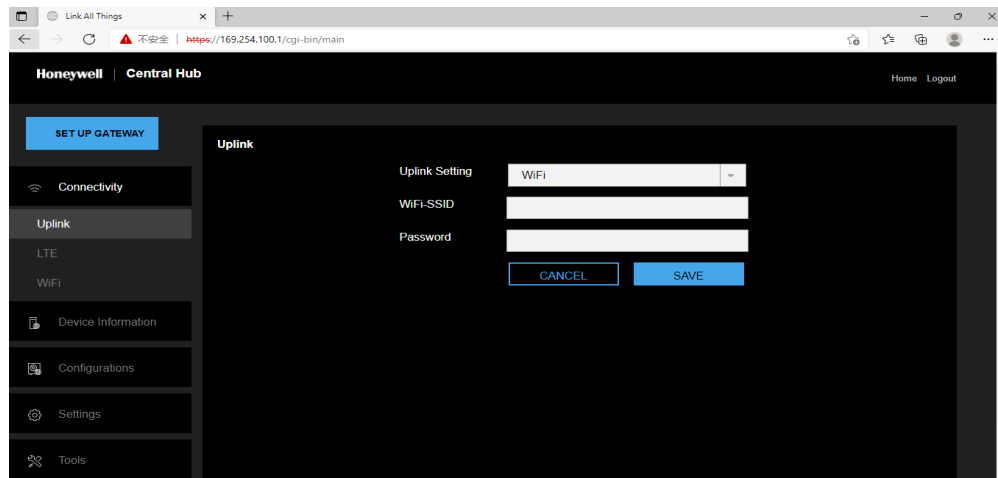 Link All Things
不安全 | https://169.254.100.1/cgi-bin/main
Honeywell | Central Hub
Home Logout
SET UP GATEWAY
Uplink
Uplink Setting WiFi
WiFi-SSID
Password
CANCEL SAVE
Connectivity
Uplink
LTE
WiFi
Device Information
Configurations
Settings
Tools